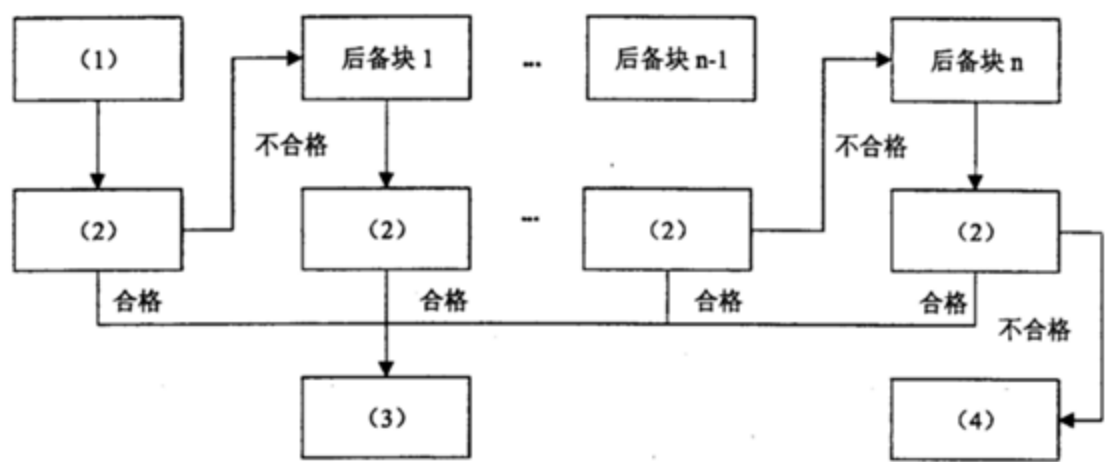 （1）
后备块 1
...
后备块 n-1
后备块 n
不合格
不合格
（2）
（2）
...
（2）
（2）
合格
合格
合格
合格
不合格
（3）
（4）